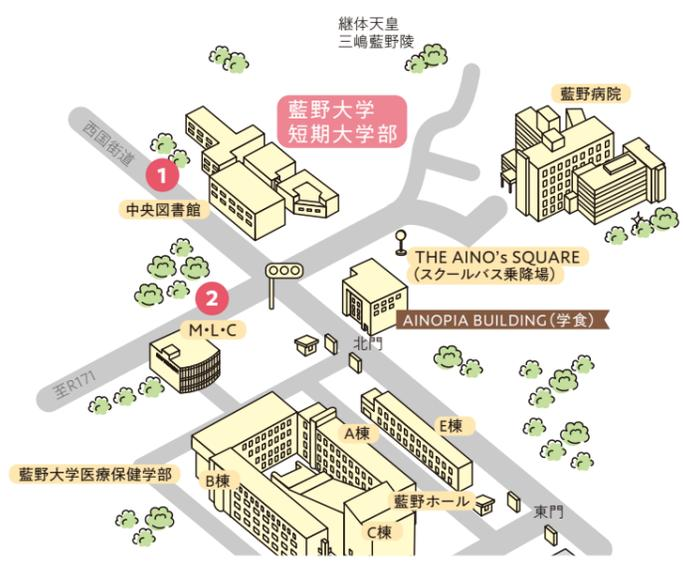 継体天皇
三嶋藍野陵
藍野病院
藍野大学
短期大学部
西国街道
1
中央図書館
THE AINO's SQUARE
(スクールバス乗降場)
2
M・L・C
AINOPIA BUILDING(学食)
北門
至R171
A棟
E棟
藍野大学医療保健学部
B棟
藍野ホール
東門
C棟